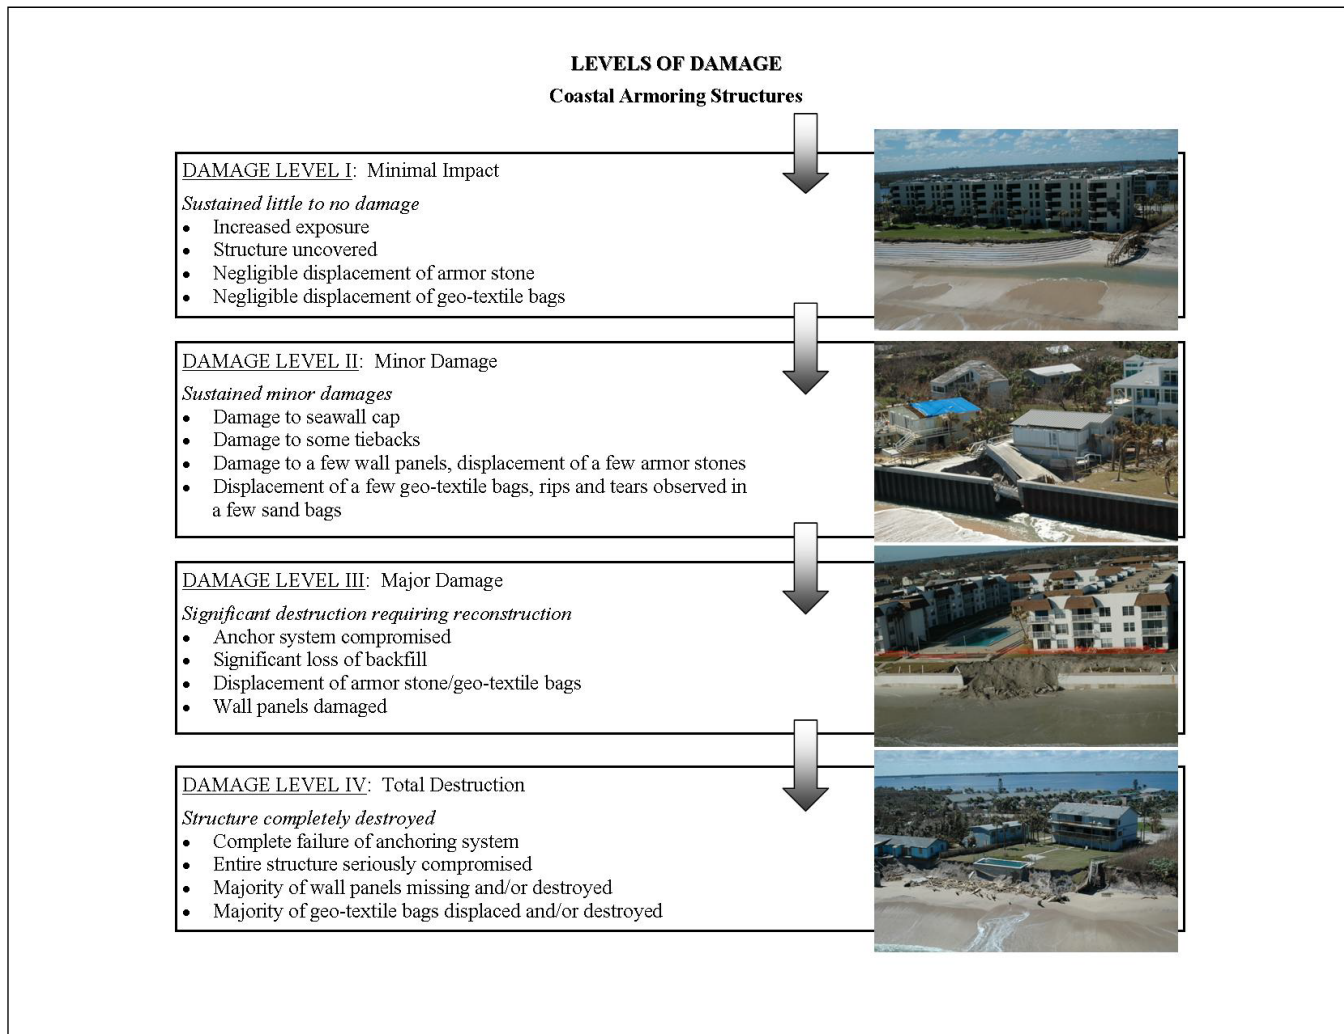 LEVELS OF DAMAGE
Coastal Armoring Structures
DAMAGE LEVEL I: Minimal Impact
Sustained little to no damage
• Increased exposure
• Structure uncovered
• Negligible displacement of armor stone
• Negligible displacement of geo-textile bags
DAMAGE LEVEL II: Minor Damage
Sustained minor damages
• Damage to seawall cap
• Damage to some tiebacks
• Damage to a few wall panels, displacement of a few armor stones
• Displacement of a few geo-textile bags, rips and tears observed in
a few sand bags
DAMAGE LEVEL III: Major Damage
Significant destruction requiring reconstruction
• Anchor system compromised
• Significant loss of backfill
• Displacement of armor stone/geo-textile bags
• Wall panels damaged
DAMAGE LEVEL IV: Total Destruction
Structure completely destroyed
• Complete failure of anchoring system
• Entire structure seriously compromised
• Majority of wall panels missing and/or destroyed
• Majority of geo-textile bags displaced and/or destroyed